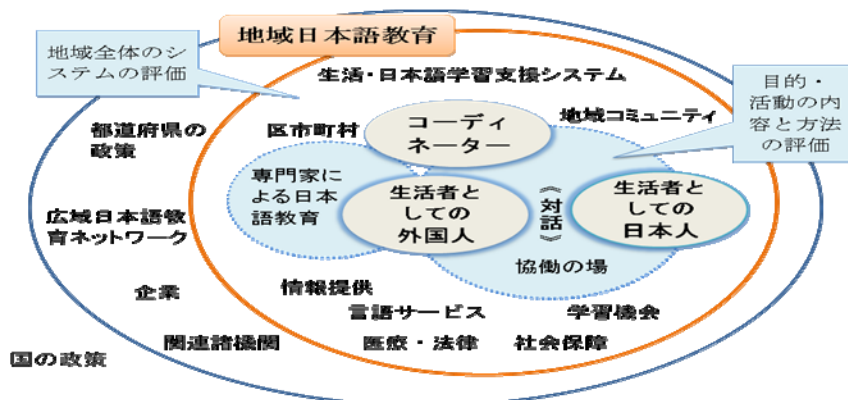 地域日本語教育
地域全体のシ
ステムの評価
生活・日本語学習支援システム
目的・
活動の内
容と方法
の評価
都道府県の
政策
区市町村
コーディ
ネーター
地域コミュニティ
専門家に
よる日本
語教育
生活者と
しての
外国人
《対話》
生活者と
しての
日本人
広域日本語教
育ネットワーク
協働の場
企業
情報提供
言語サービス
学習機会
関連諸機関
医療・法律
社会保障
国の政策